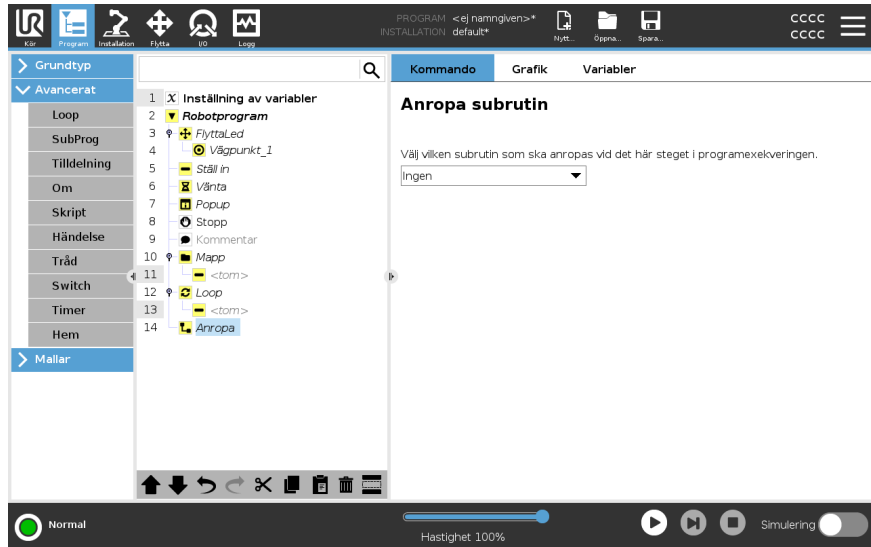 UR
Kör
Program
Installation
Flytta
I/O
Logg
PROGRAM <ej namngiven>*
INSTALLATION default*
Nytt...
Öppna...
Spara...
CCCC
CCCC
Grundtyp
Avancerat
Loop
SubProg
Tilldelning
Om
Skript
Händelse
Tråd
Switch
Timer
Hem
Mallar
1 X Inställning av variabler
2 Robotprogram
3 FlyttaLed
4 Vägpunkt_1
5 Ställ in
6 Vänta
7 Popup
8 Stopp
9 Kommentar
10 Mapp
11 <tom>
12 Loop
13 <tom>
14 Anropa
Kommando
Grafik
Variabler
Anropa subrutin
Välj vilken subrutin som ska anropas vid det här steget i programexekveringen.
Ingen
Normal
Hastighet 100%
Simulering